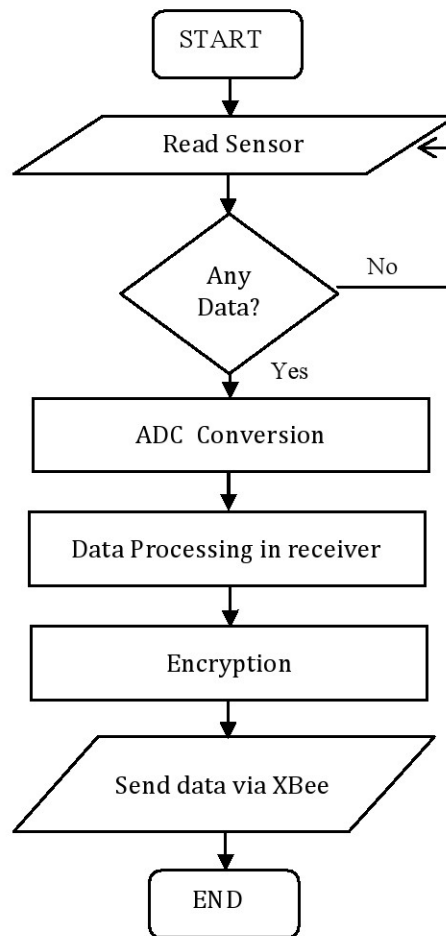 START
Read Sensor
Any
Data?
No
Yes
ADC Conversion
Data Processing in receiver
Encryption
Send data via XBee
END